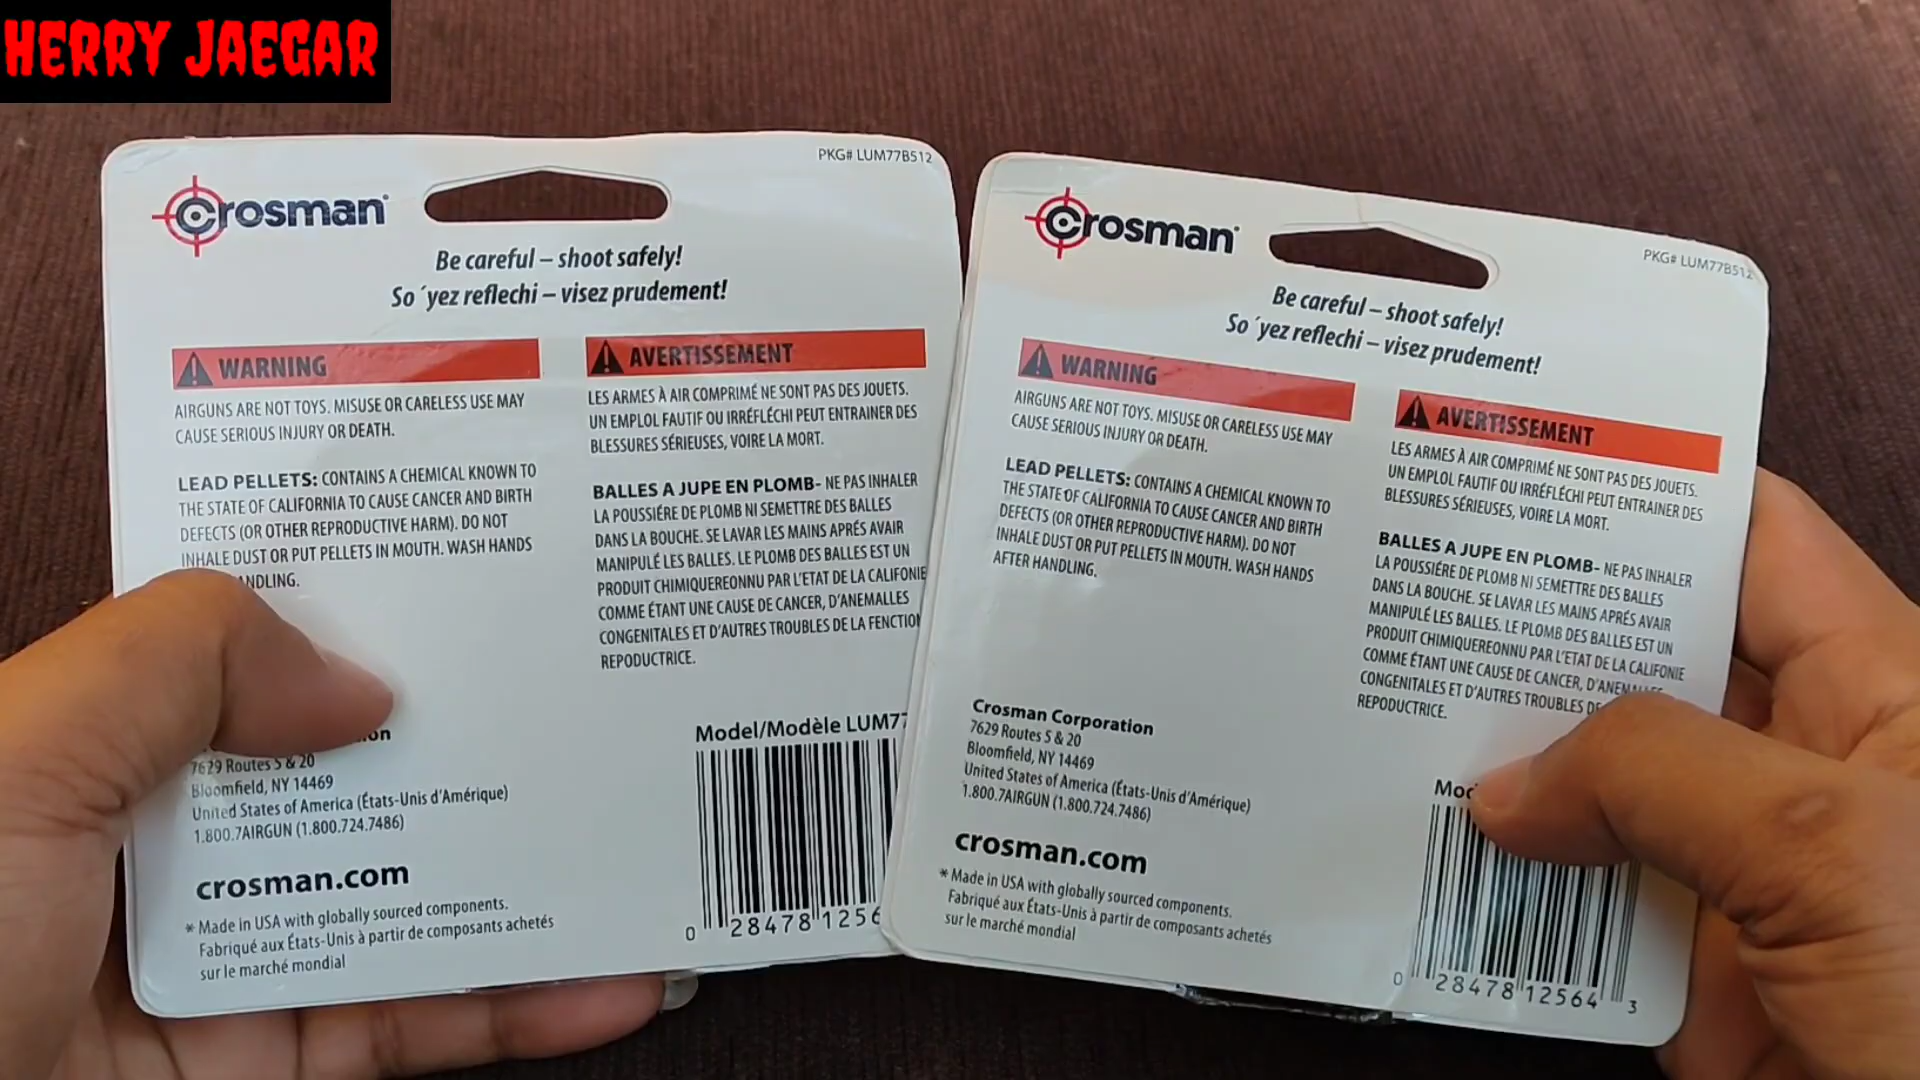 HERRY JAEGAR
PKG# LUM77B512
Crosman®
Be careful – shoot safely!
So ´yez reflechi – visez prudement!
WARNING
AIRGUNS ARE NOT TOYS. MISUSE OR CARELESS USE MAY
CAUSE SERIOUS INJURY OR DEATH.
LEAD PELLETS: CONTAINS A CHEMICAL KNOWN TO
THE STATE OF CALIFORNIA TO CAUSE CANCER AND BIRTH
DEFECTS (OR OTHER REPRODUCTIVE HARM). DO NOT
INHALE DUST OR PUT PELLETS IN MOUTH. WASH HANDS
AVERTISSEMENT
LES ARMES À AIR COMPRIMÉ NE SONT PAS DES JOUETS.
UN EMPLOL FAUTIF OU IRRÉFLÉCHI PEUT ENTRAINER DES
BLESSURES SÉRIEUSES, VOIRE LA MORT.
BALLES A JUPE EN PLOMB- NE PAS INHALER
LA POUSSIÉRE DE PLOMB NI SEMETTRE DES BALLES
DANS LA BOUCHE. SE LAVAR LES MAINS APRÉS AVAIR
MANIPULÉ LES BALLES. LE PLOMB DES BALLES EST UN
PRODUIT CHIMIQUEREONNU PAR L'ETAT DE LA CALIFONIE
COMME ÉTANT UNE CAUSE DE CANCER, D'ANEMALLES
CONGENITALES ET D'AUTRES TROUBLES DE LA FENCTION
REPODUCTRICE.
7629 Routes 5 & 20
Bloomfield, NY 14469
United States of America (États-Unis d'Amérique)
1.800.7AIRGUN (1.800.724.7486)
crosman.com
* Made in USA with globally sourced components.
Fabriqué aux États-Unis à partir de composants achetés
sur le marché mondial
Model/Modèle LUM77
0 28478 1256
PKG# LUM77B512
Crosman®
Be careful – shoot safely!
So ´yez reflechi – visez prudement!
WARNING
AIRGUNS ARE NOT TOYS. MISUSE OR CARELESS USE MAY
CAUSE SERIOUS INJURY OR DEATH.
LEAD PELLETS: CONTAINS A CHEMICAL KNOWN TO
THE STATE OF CALIFORNIA TO CAUSE CANCER AND BIRTH
DEFECTS (OR OTHER REPRODUCTIVE HARM). DO NOT
INHALE DUST OR PUT PELLETS IN MOUTH. WASH HANDS
AFTER HANDLING.
AVERTISSEMENT
LES ARMES À AIR COMPRIMÉ NE SONT PAS DES JOUETS.
UN EMPLOL FAUTIF OU IRRÉFLÉCHI PEUT ENTRAINER DES
BLESSURES SÉRIEUSES, VOIRE LA MORT.
BALLES A JUPE EN PLOMB- NE PAS INHALER
LA POUSSIÉRE DE PLOMB NI SEMETTRE DES BALLES
DANS LA BOUCHE. SE LAVAR LES MAINS APRÉS AVAIR
MANIPULÉ LES BALLES. LE PLOMB DES BALLES EST UN
PRODUIT CHIMIQUEREONNU PAR L'ETAT DE LA CALIFONIE
COMME ÉTANT UNE CAUSE DE CANCER,
CONGENITALES ET D'AUTRES TROUBLES
REPODUCTRICE.
Crosman Corporation
7629 Routes 5 & 20
Bloomfield, NY 14469
United States of America (États-Unis d'Amérique)
1.800.7AIRGUN (1.800.724.7486)
crosman.com
* Made in USA with globally sourced components.
Fabriqué aux États-Unis à partir de composants achetés
sur le marché mondial
0 28478 12564 3